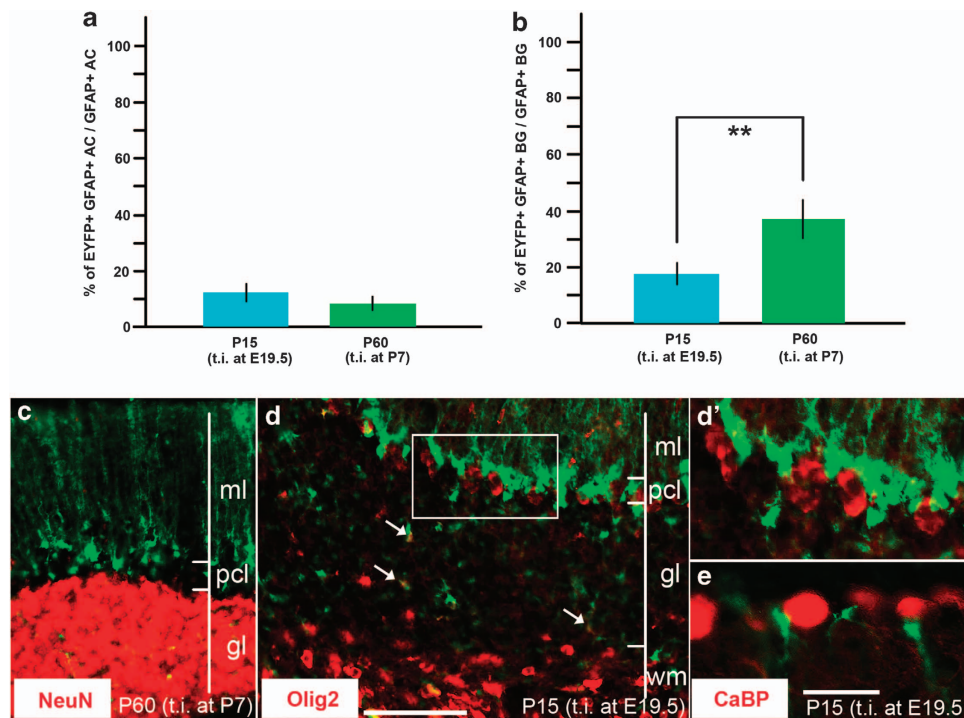 a
% of EYFP+ GFAP+ AC / GFAP+ AC
100
80
60
40
20
0
P15
(t.i. at E19.5)
P60
(t.i. at P7)
b
% of EYFP+ GFAP+ BG / GFAP+ BG
100
80
60
40
20
0
**
P15
(t.i. at E19.5)
P60
(t.i. at P7)
c
ml
pcl
gl
NeuN
P60 (t.i. at P7)
d
ml
pcl
gl
wm
Olig2
P15 (t.i. at E19.5)
d'
e
CaBP
P15 (t.i. at E19.5)